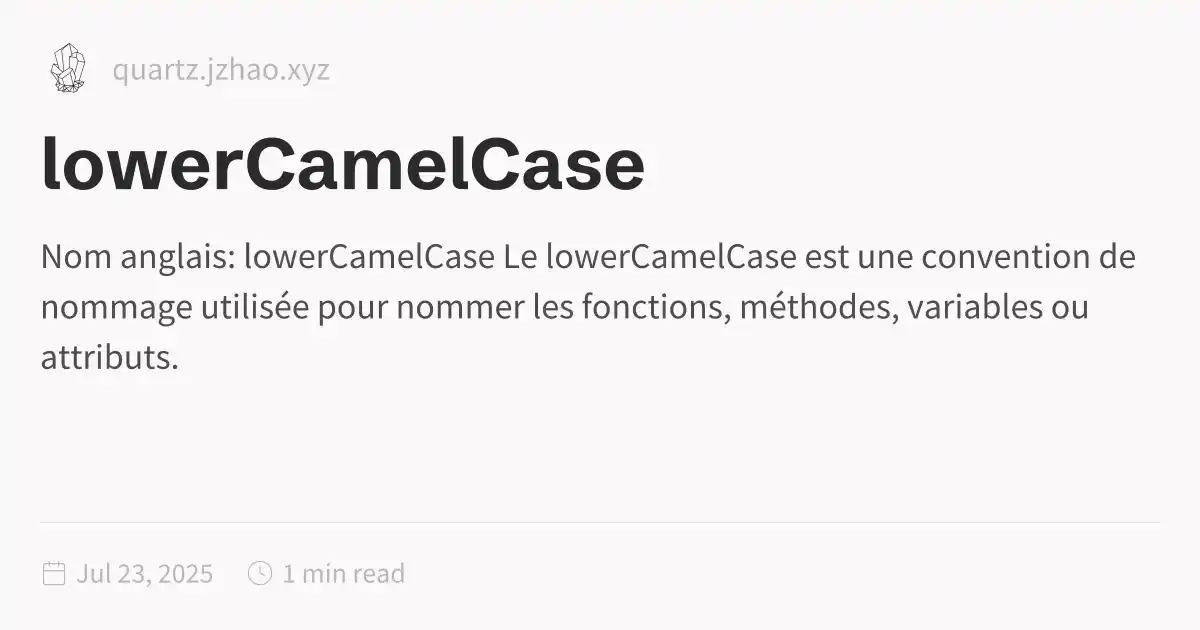 quartz.jzhao.xyz
lowerCamelCase
Nom anglais: lowerCamelCase Le lowerCamelCase est une convention de
nommage utilisée pour nommer les fonctions, méthodes, variables ou
attributs.
Jul 23, 2025 1 min read